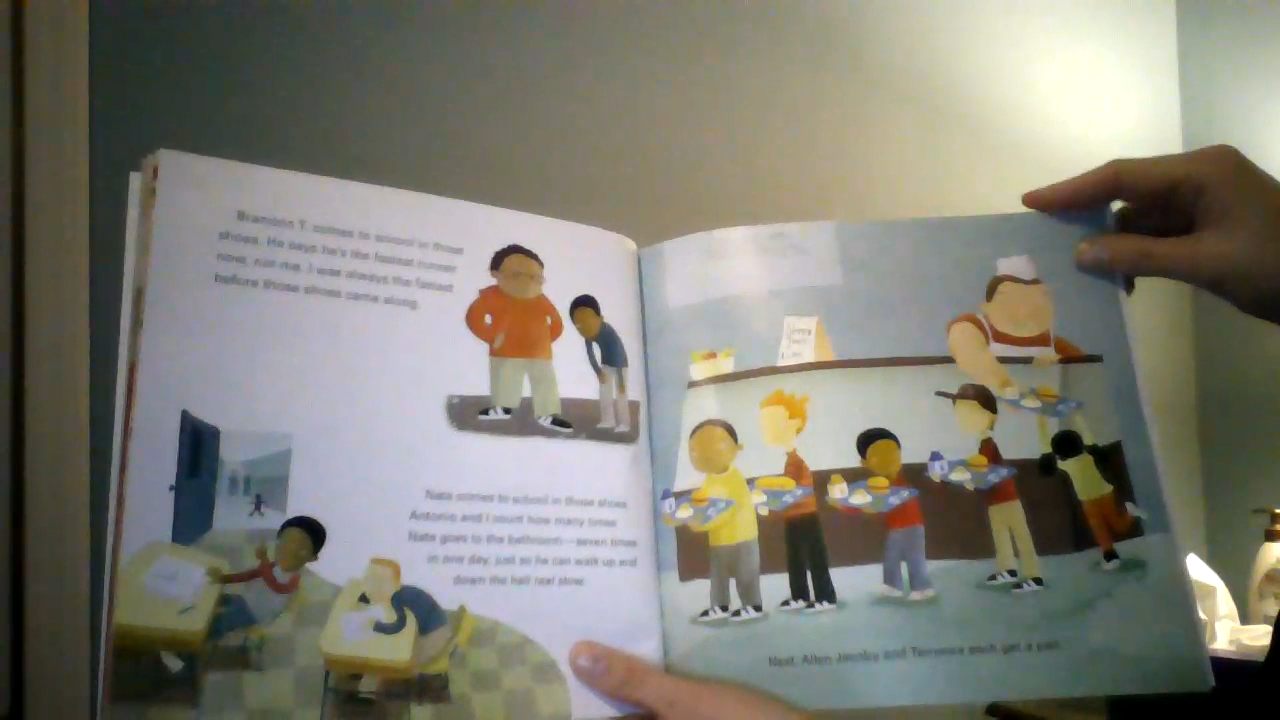 Brandon T. comes to school in those
shoes. He says he's the fastest runner
now, not me. I was always the fastest
before those shoes came along.
Nate comes to school in those shoes.
Antonio and I count how many times
Nate goes to the bathroom—seven times
in one day, just so he can walk up and
down the hall real slow.
Next, Allen Jacoby and Terrence each get a pair.